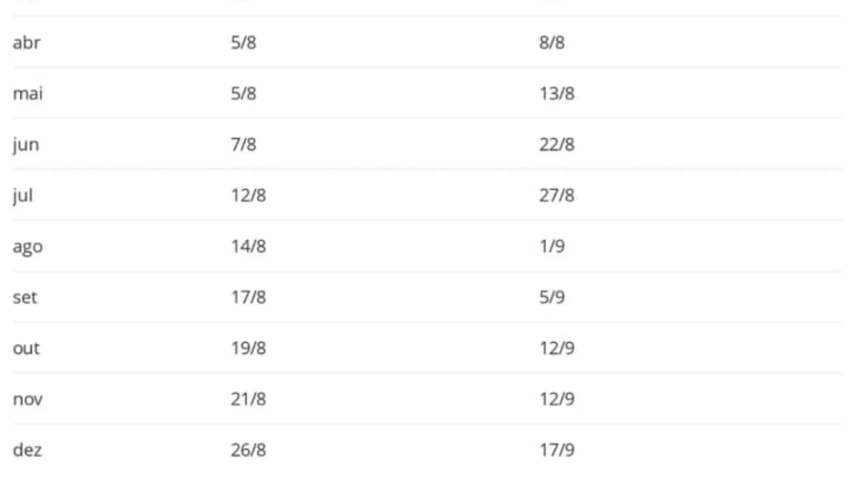 abr 5/8 8/8
mai 5/8 13/8
jun 7/8 22/8
jul 12/8 27/8
ago 14/8 1/9
set 17/8 5/9
out 19/8 12/9
nov 21/8 12/9
dez 26/8 17/9